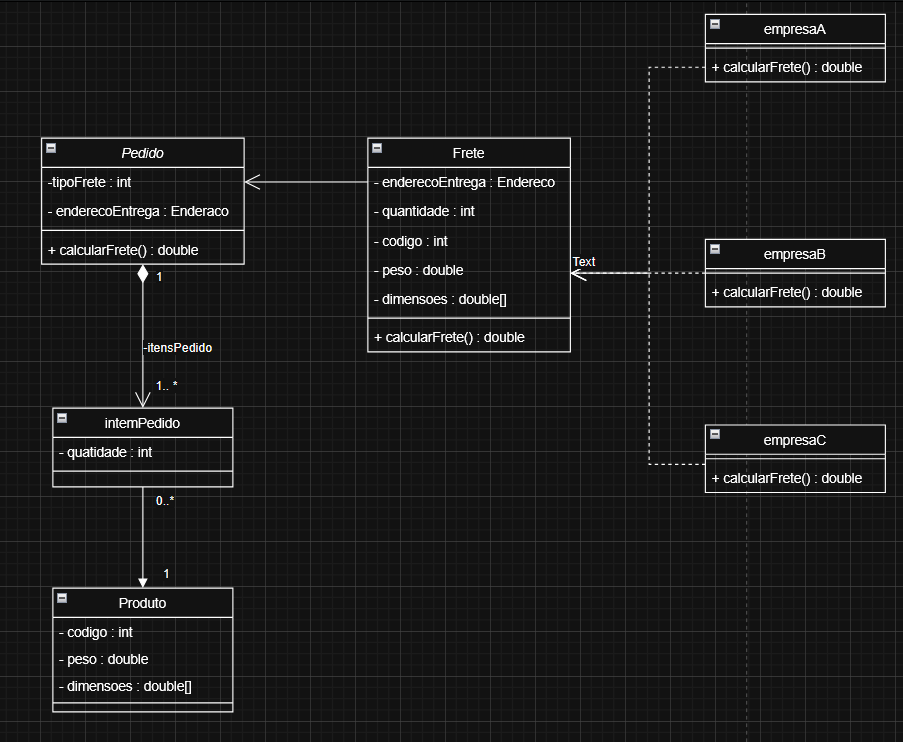 empresaA
+ calcularFrete() : double
Pedido
-tipoFrete : int
- enderecoEntrega : Enderaco
+ calcularFrete() : double
1
-itensPedido
1.. *
Frete
- enderecoEntrega : Endereco
- quantidade : int
- codigo : int
- peso : double
- dimensoes : double[]
+ calcularFrete() : double
Text
empresaB
+ calcularFrete() : double
internPedido
- quatidade : int
0..*
1
empresaC
+ calcularFrete() : double
Produto
- codigo : int
- peso : double
- dimensoes : double[]